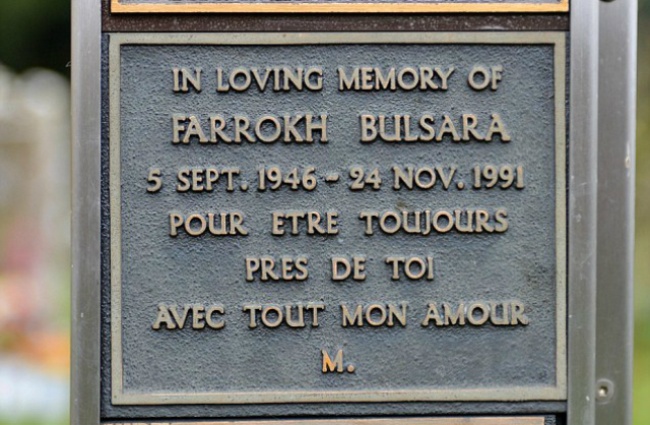 IN LOVING MEMORY OF
FARROKH BULSARA
5 SEPT. 1946 - 24 NOV. 1991
POUR ETRE TOUJOURS
PRES DE TOI
AVEC TOUT MON AMOUR
M.